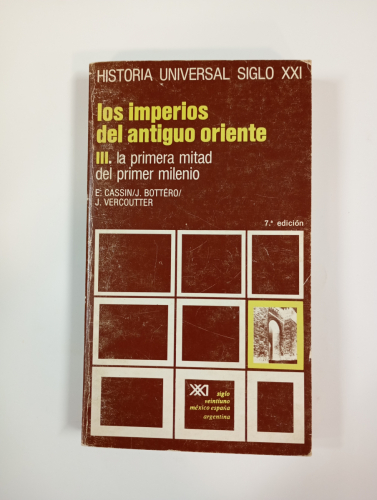 HISTORIA UNIVERSAL SIGLO XXI
los imperios
del antiguo oriente
III. la primera mitad
del primer milenio
E. CASSIN/J. BOTTÉRO/
J. VERCOUTTER
7.ª edición
XXI
siglo
veintiuno
méxico españa
argentina